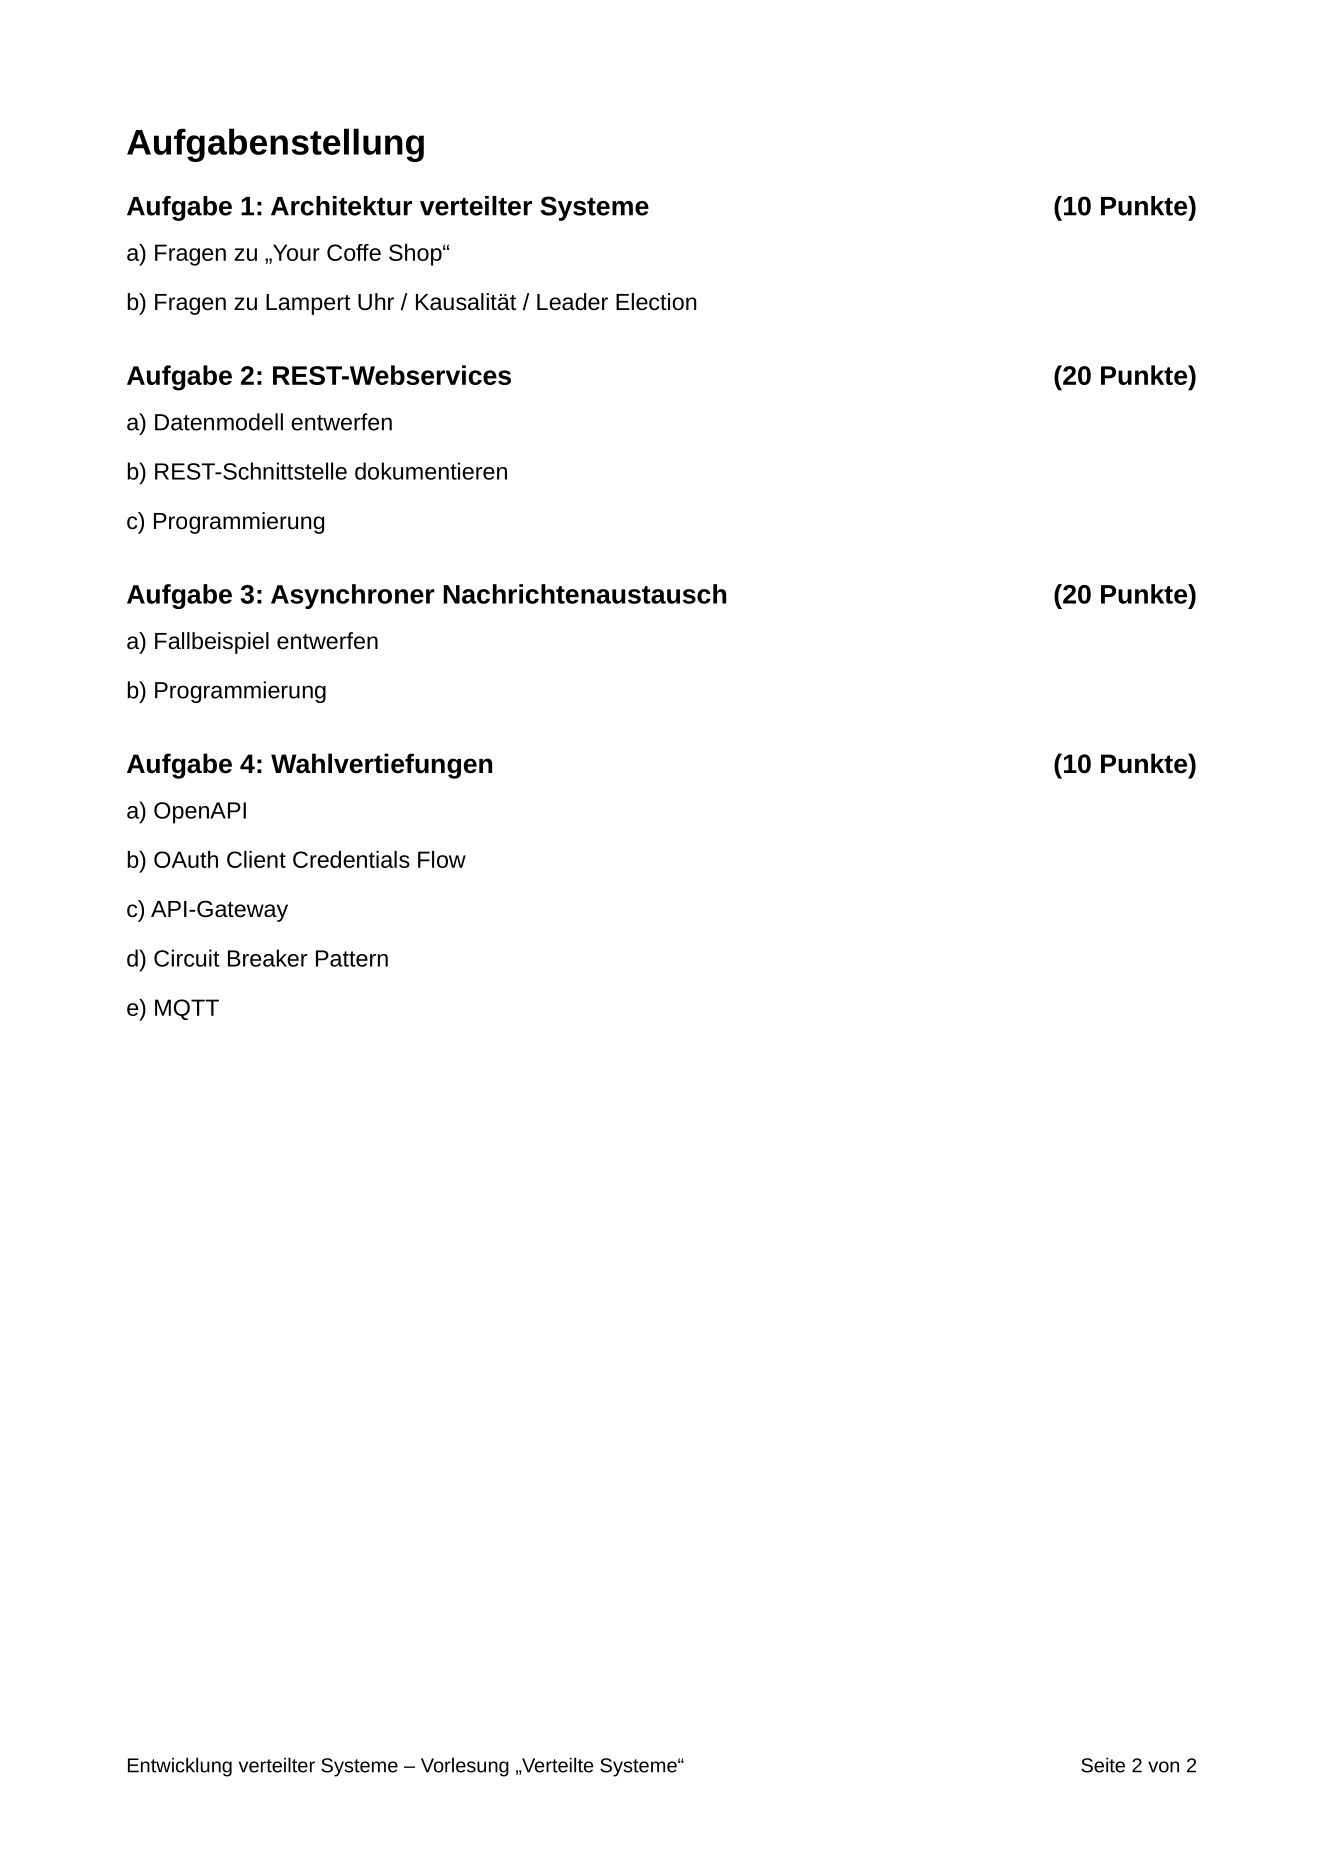 Aufgabenstellung
Aufgabe 1: Architektur verteilter Systeme (10 Punkte)
a) Fragen zu „Your Coffe Shop“
b) Fragen zu Lampert Uhr / Kausalität / Leader Election
Aufgabe 2: REST-Webservices (20 Punkte)
a) Datenmodell entwerfen
b) REST-Schnittstelle dokumentieren
c) Programmierung
Aufgabe 3: Asynchroner Nachrichtenaustausch (20 Punkte)
a) Fallbeispiel entwerfen
b) Programmierung
Aufgabe 4: Wahlvertiefungen (10 Punkte)
a) OpenAPI
b) OAuth Client Credentials Flow
c) API-Gateway
d) Circuit Breaker Pattern
e) MQTT
Entwicklung verteilter Systeme – Vorlesung „Verteilte Systeme“ Seite 2 von 2